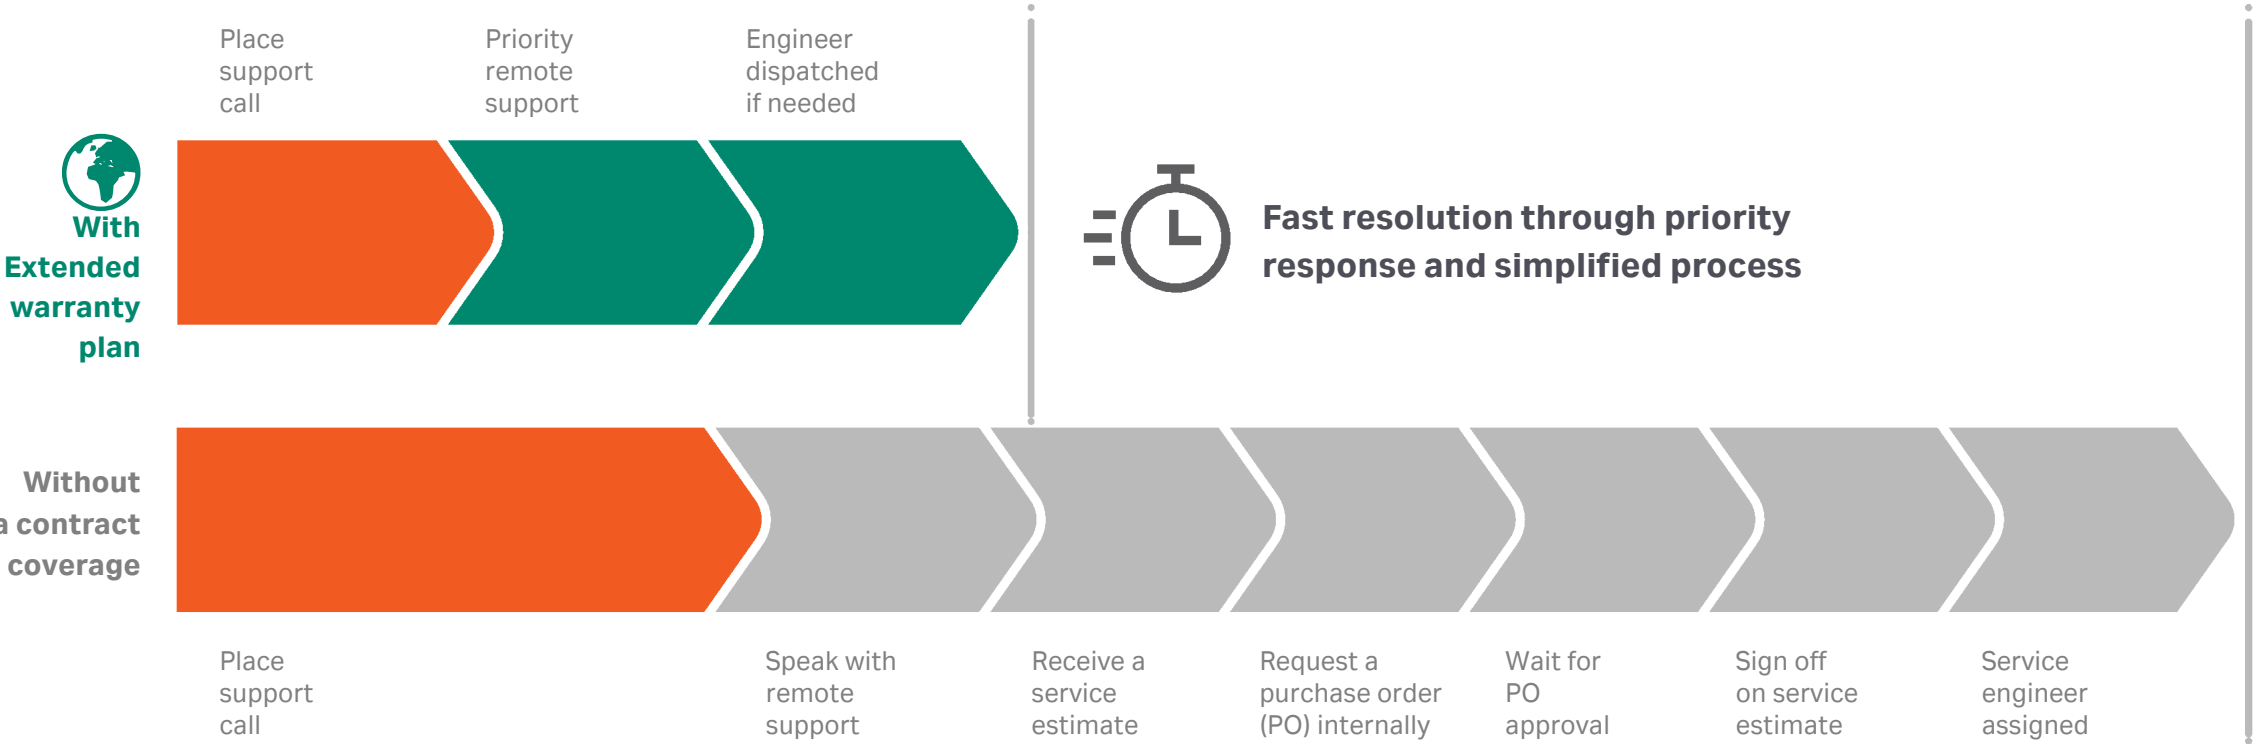 Place
support
call
Priority
remote
support
Engineer
dispatched
if needed
With
Extended
warranty
plan
Fast resolution through priority
response and simplified process
Without
a contract
coverage
Place
support
call
Speak with
remote
support
Receive a
service
estimate
Request a
purchase order
(PO) internally
Wait for
PO
approval
Sign off
on service
estimate
Service
engineer
assigned